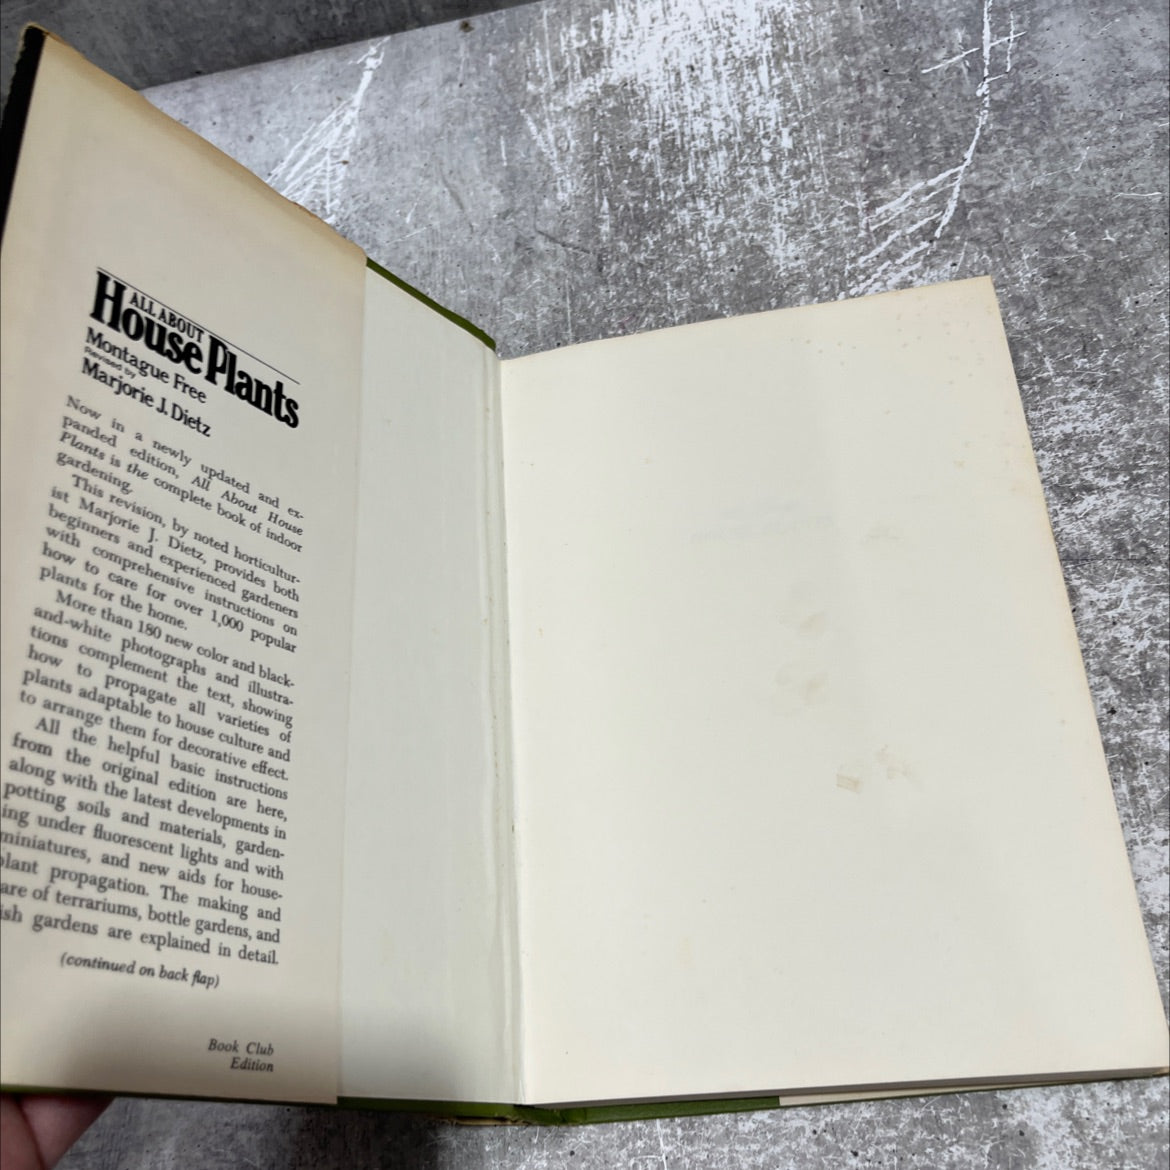 ALL ABOUT
House Plants
Montague Free
Revised by
Marjorie J. Dietz
Now in a newly updated and ex-
panded edition, All About House
Plants is the complete book of indoor
gardening.
This revision, by noted horticultur-
ist Marjorie J. Dietz, provides both
beginners and experienced gardeners
with comprehensive instructions on
how to care for over 1,000 popular
plants for the home.
More than 180 new color and black-
and-white photographs and illustra-
tions complement the text, showing
how to propagate all varieties of
plants adaptable to house culture and
to arrange them for decorative effect.
All the helpful basic instructions
from the original edition are here,
along with the latest developments in
potting soils and materials, garden-
ing under fluorescent lights and with
miniatures, and new aids for house-
plant propagation. The making and
are of terrariums, bottle gardens, and
ish gardens are explained in detail.
(continued on back flap)
Book Club
Edition